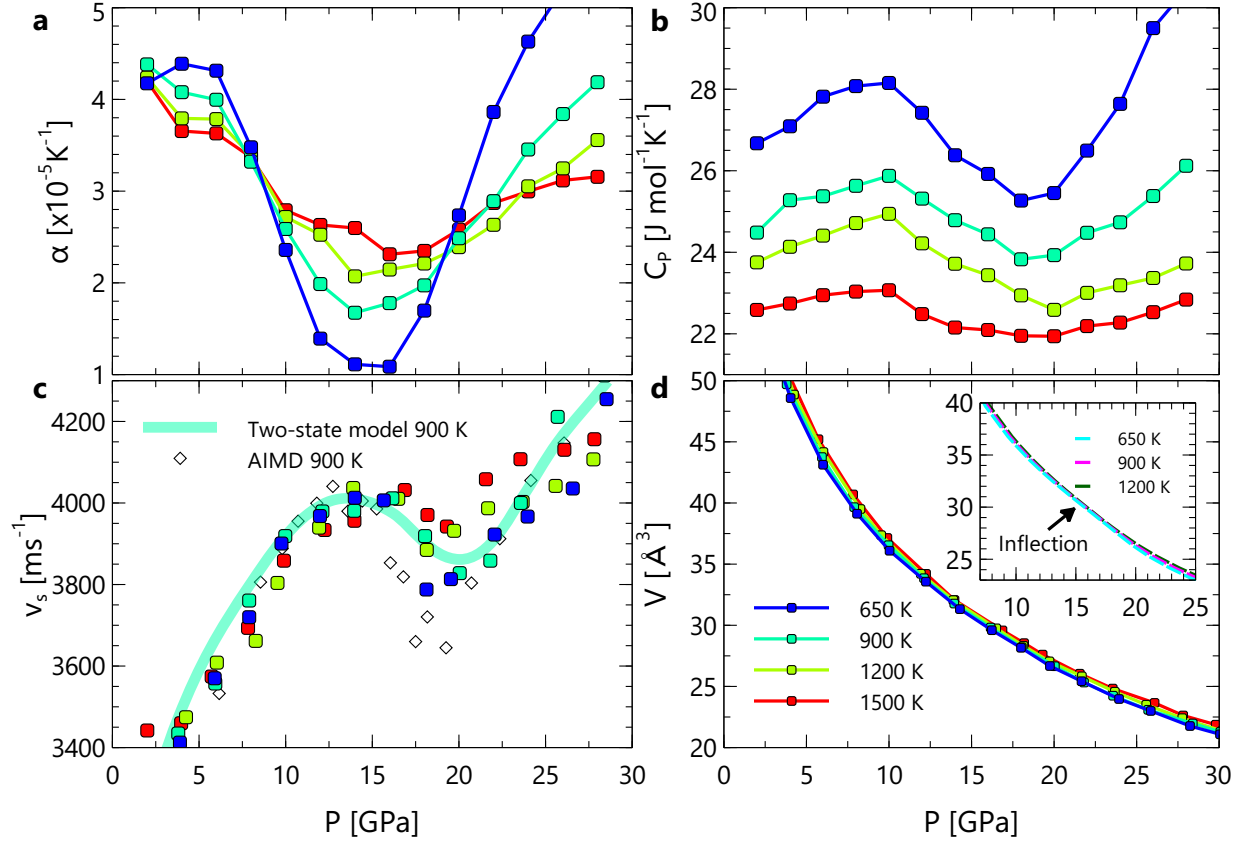 a
5
4
3
2
1
α [x10⁻⁵K⁻¹]
b
30
28
26
24
22
C_P [J mol⁻¹K⁻¹]
c
Two-state model 900 K
AIMD 900 K
4200
4000
3800
3600
3400
v_s [ms⁻¹]
0 5 10 15 20 25 30
P [GPa]
d
50
45
40
35
30
25
20
V [Å³]
650 K
900 K
1200 K
1500 K
40
35
30
25
650 K
900 K
1200 K
Inflection
10 15 20 25
0 5 10 15 20 25 30
P [GPa]